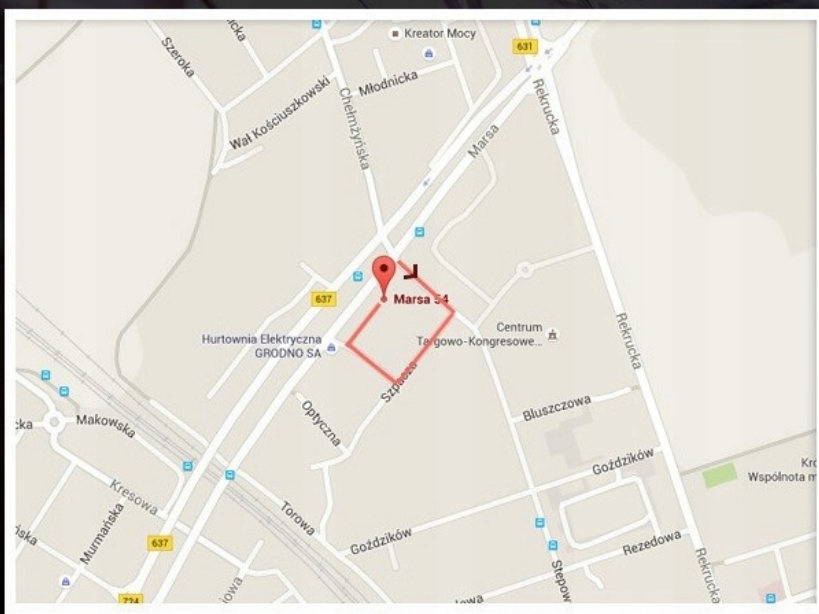 Kreator Mocy
631
Szeroka
Młodnicka
Rekrucka
Wał Kościuszkowski
Chełmżyńska
Marsa
637
Marsa 54
Hurtownia Elektryczna
GRODNO SA
Centrum
Targowo-Kongresowe...
Rekrucka
Szpacza
Bluszczowa
Optyczna
Makowska
Goździków
Kresowa
Wspólnota
Murmańska
Torowa
637
Goździków
Rezedowa
Rekrucka
Stepow
724